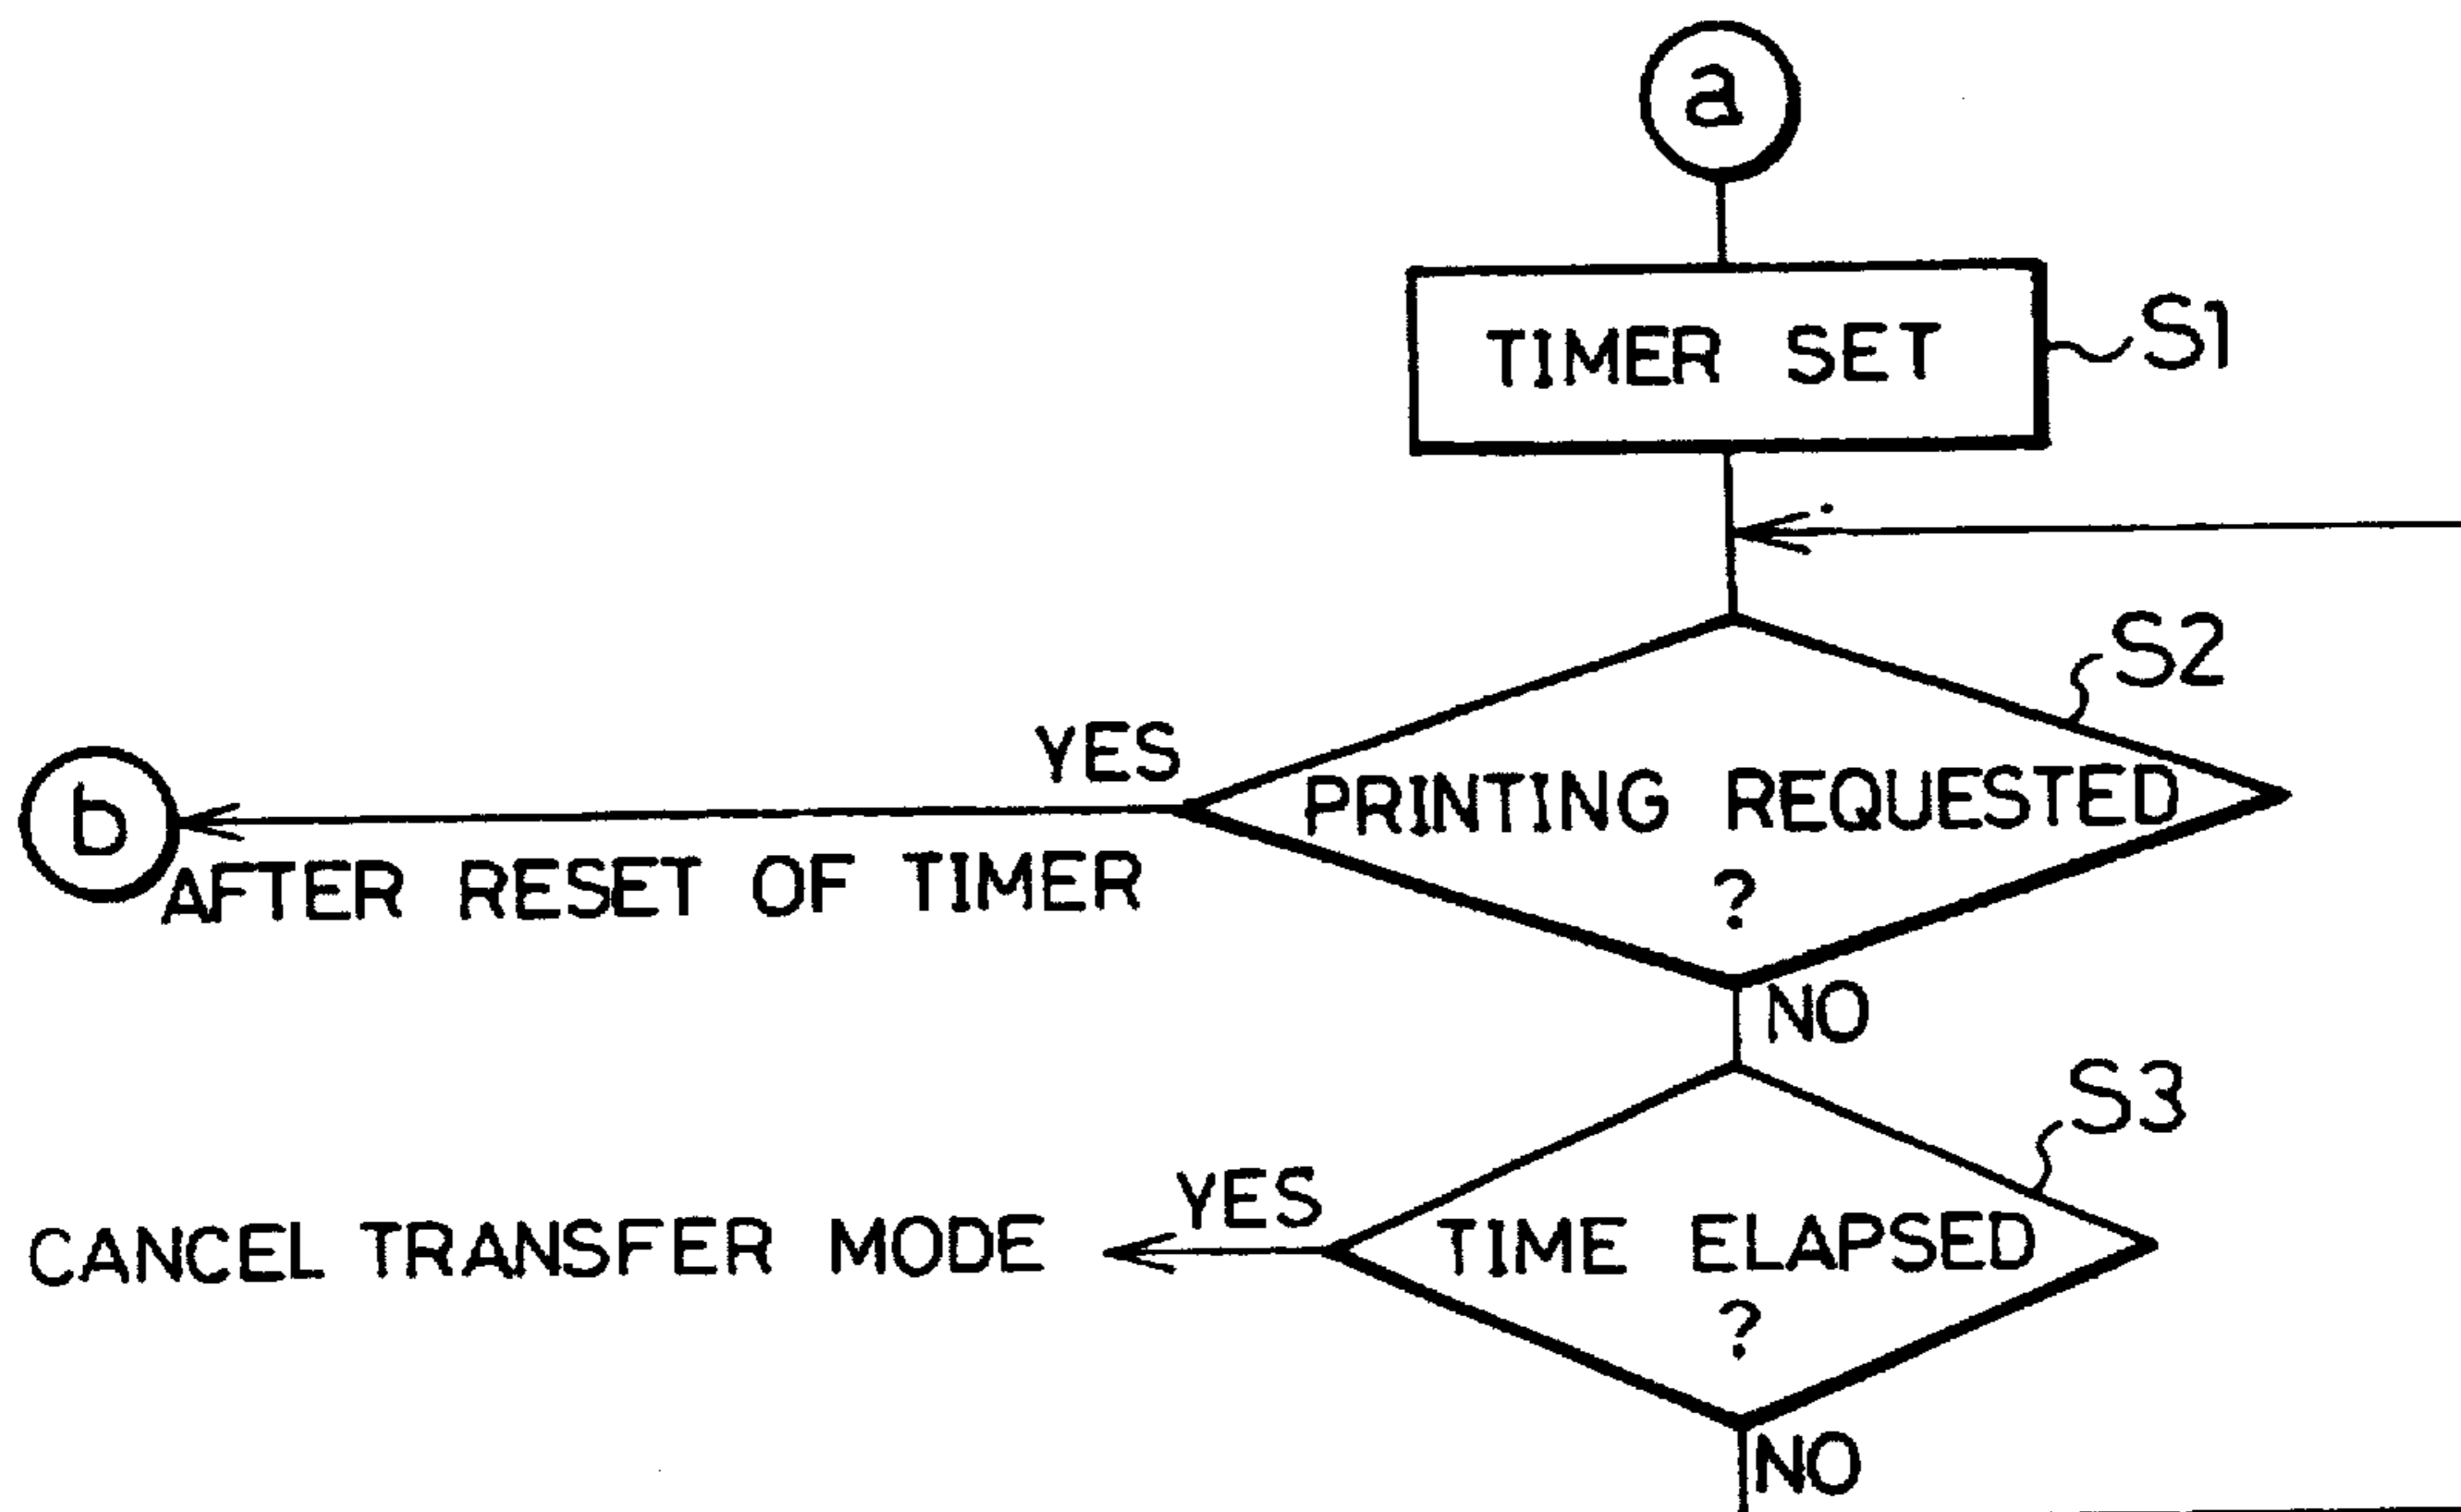 a
TIMER SET
S1
S2
YES
PRINTING REQUESTED
?
b
AFTER RESET OF TIMER
NO
S3
YES
CANCEL TRANSFER MODE
TIME ELAPSED
?
NO